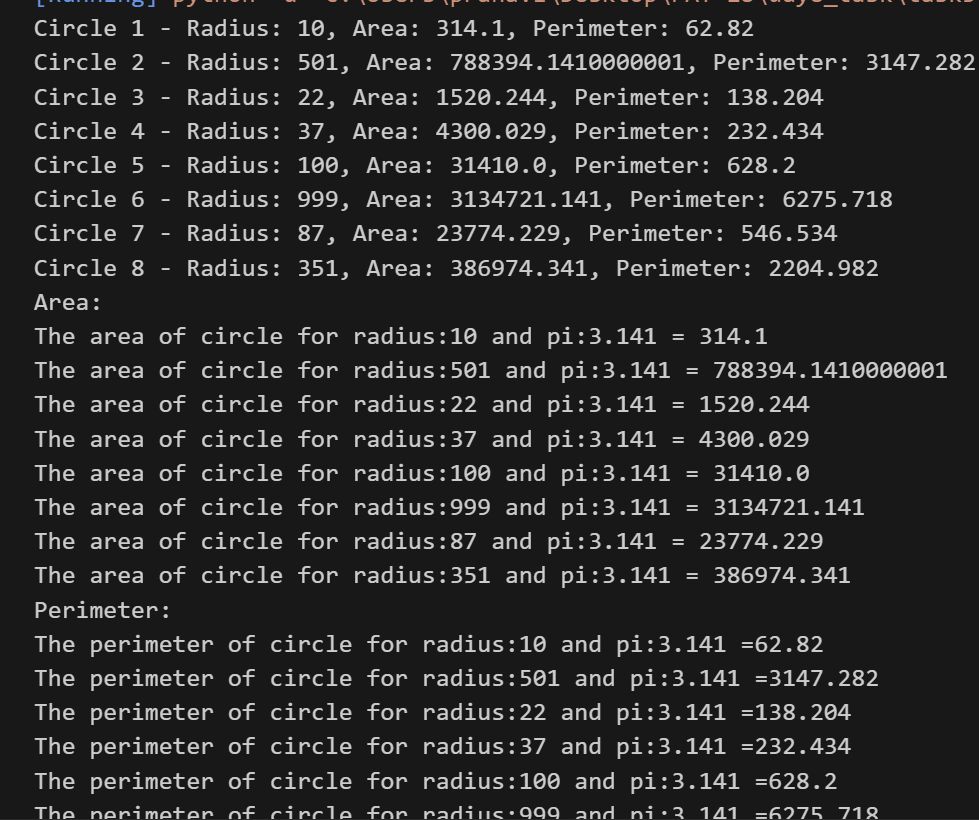 [Running] python -u
Circle 1 - Radius: 10, Area: 314.1, Perimeter: 62.82
Circle 2 - Radius: 501, Area: 788394.1410000001, Perimeter: 3147.282
Circle 3 - Radius: 22, Area: 1520.244, Perimeter: 138.204
Circle 4 - Radius: 37, Area: 4300.029, Perimeter: 232.434
Circle 5 - Radius: 100, Area: 31410.0, Perimeter: 628.2
Circle 6 - Radius: 999, Area: 3134721.141, Perimeter: 6275.718
Circle 7 - Radius: 87, Area: 23774.229, Perimeter: 546.534
Circle 8 - Radius: 351, Area: 386974.341, Perimeter: 2204.982
Area:
The area of circle for radius:10 and pi:3.141 = 314.1
The area of circle for radius:501 and pi:3.141 = 788394.1410000001
The area of circle for radius:22 and pi:3.141 = 1520.244
The area of circle for radius:37 and pi:3.141 = 4300.029
The area of circle for radius:100 and pi:3.141 = 31410.0
The area of circle for radius:999 and pi:3.141 = 3134721.141
The area of circle for radius:87 and pi:3.141 = 23774.229
The area of circle for radius:351 and pi:3.141 = 386974.341
Perimeter:
The perimeter of circle for radius:10 and pi:3.141 =62.82
The perimeter of circle for radius:501 and pi:3.141 =3147.282
The perimeter of circle for radius:22 and pi:3.141 =138.204
The perimeter of circle for radius:37 and pi:3.141 =232.434
The perimeter of circle for radius:100 and pi:3.141 =628.2
The perimeter of circle for radius:999 and pi:3.141 =6275.718